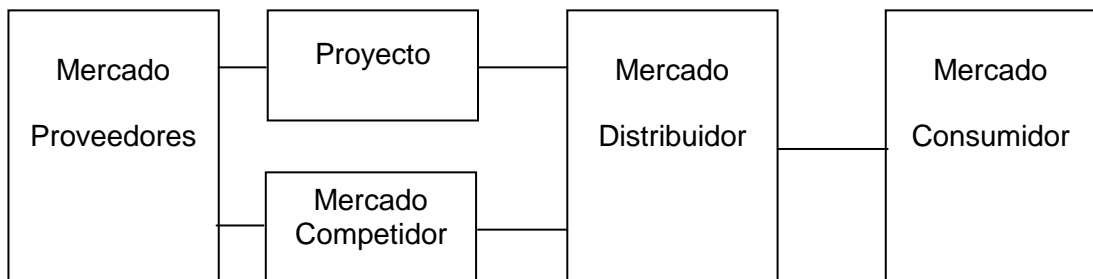 Mercado
Proveedores
Proyecto
Mercado
Competidor
Mercado
Distribuidor
Mercado
Consumidor